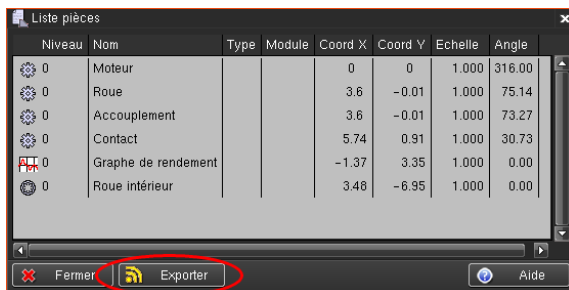 Liste pièces
Niveau Nom Type Module Coord X Coord Y Echelle Angle
0 Moteur 0 0 1.000 316.00
0 Roue 3.6 -0.01 1.000 75.14
0 Accouplement 3.6 -0.01 1.000 73.27
0 Contact 5.74 0.91 1.000 30.73
0 Graphe de rendement -1.37 3.35 1.000 0.00
0 Roue intérieur 3.48 -6.95 1.000 0.00
Fermer Exporter Aide